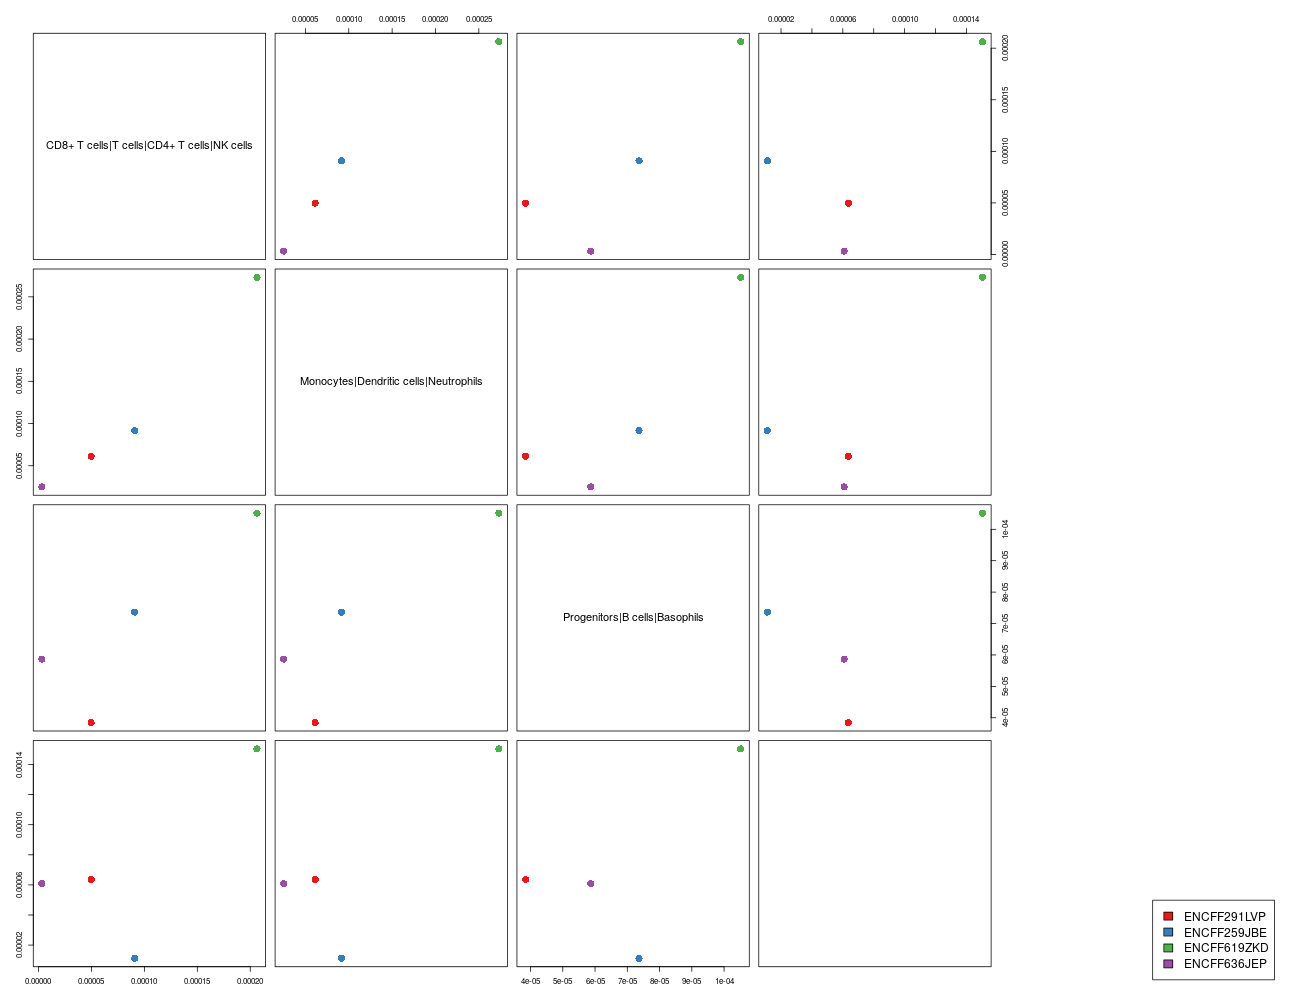 0.00005 0.00010 0.00015 0.00020 0.00025
0.00002 0.00006 0.00010 0.00014
CD8+ T cells|T cells|CD4+ T cells|NK cells
0.00000 0.00005 0.00010 0.00015 0.00020
0.00005 0.00010 0.00015 0.00020 0.00025
Monocytes|Dendritic cells|Neutrophils
Progenitors|B cells|Basophils
4e-05 5e-05 6e-05 7e-05 8e-05 9e-05 1e-04
0.00002 0.00006 0.00010 0.00014
0.00000 0.00005 0.00010 0.00015 0.00020
4e-05 5e-05 6e-05 7e-05 8e-05 9e-05 1e-04
ENCFF291LVP
ENCFF259JBE
ENCFF619ZKD
ENCFF636JEP